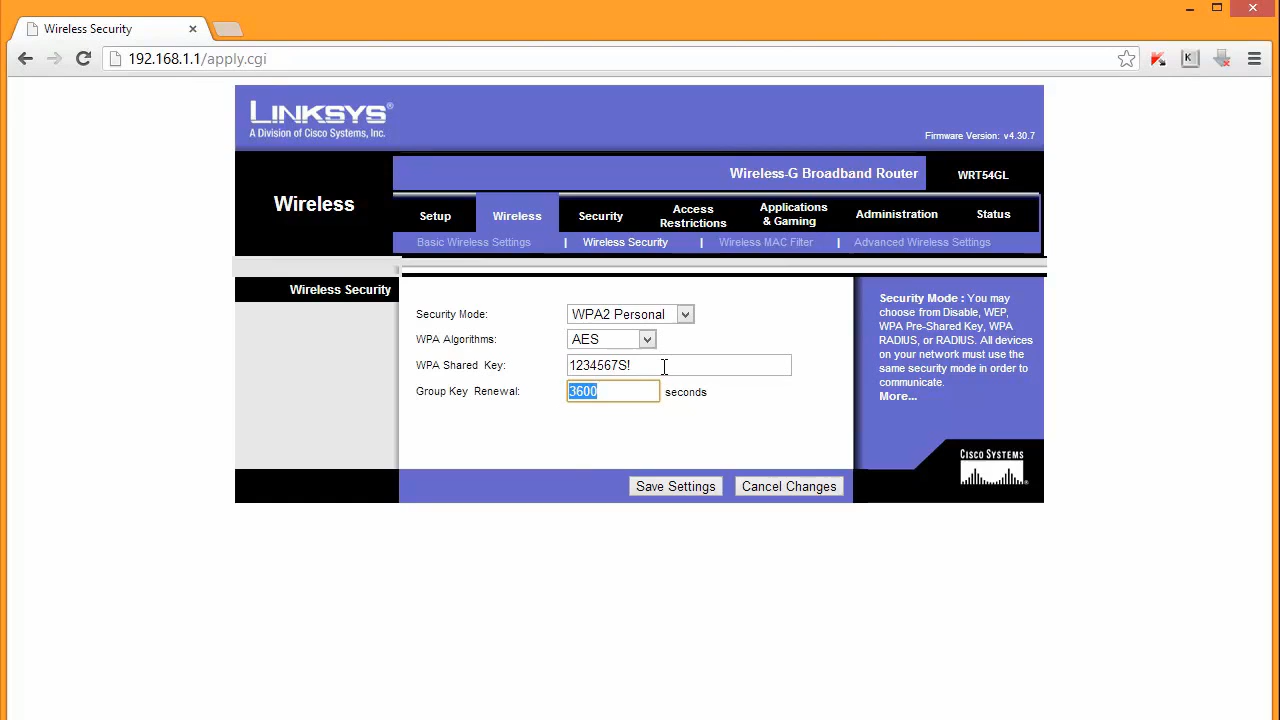 Wireless Security
192.168.1.1/apply.cgi
K
LINKSYS®
A Division of Cisco Systems, Inc.
Firmware Version: v4.30.7
Wireless-G Broadband Router
WRT54GL
Wireless
Setup
Wireless
Security
Access
Restrictions
Applications
& Gaming
Administration
Status
Basic Wireless Settings | Wireless Security | Wireless MAC Filter | Advanced Wireless Settings
Wireless Security
Security Mode: WPA2 Personal
WPA Algorithms: AES
WPA Shared Key: 1234567S!
Group Key Renewal: 3600 seconds
Security Mode : You may
choose from Disable, WEP,
WPA Pre-Shared Key, WPA
RADIUS, or RADIUS. All devices
on your network must use the
same security mode in order to
communicate.
More...
CISCO SYSTEMS
®
Save Settings
Cancel Changes